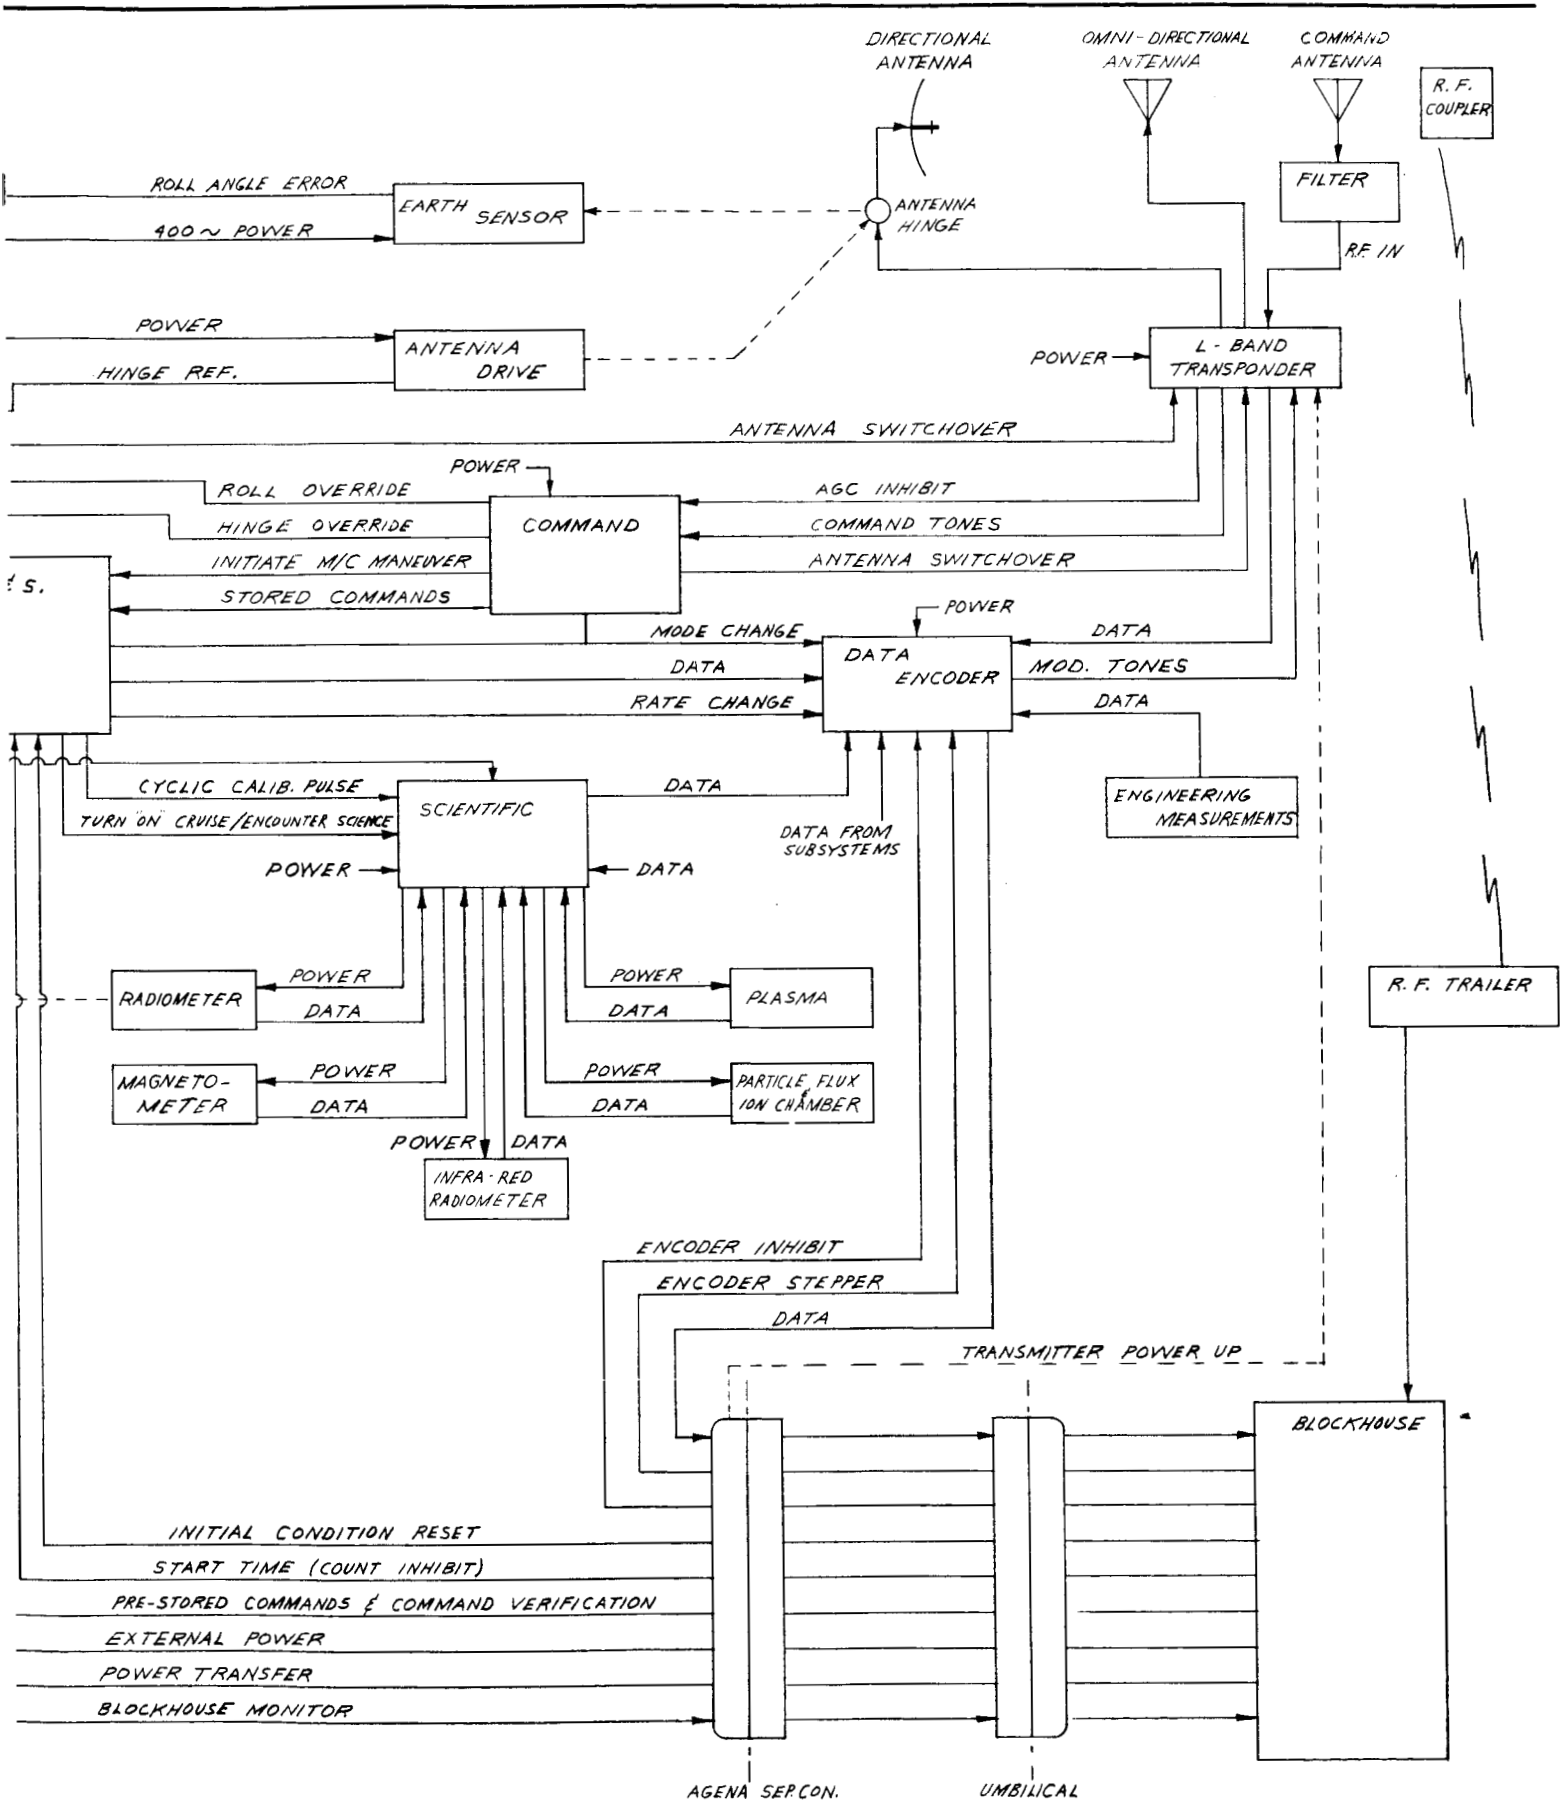 DIRECTIONAL
ANTENNA
OMNI-DIRECTIONAL
ANTENNA
COMMAND
ANTENNA
R. F.
COUPLER
ROLL ANGLE ERROR
EARTH
SENSOR
400 ~ POWER
ANTENNA
HINGE
FILTER
R.F. IN
POWER
ANTENNA
DRIVE
HINGE REF.
POWER
L - BAND
TRANSPONDER
ANTENNA SWITCHOVER
POWER
ROLL OVERRIDE
COMMAND
AGC INHIBIT
HINGE OVERRIDE
COMMAND TONES
INITIATE M/C MANEUVER
ANTENNA SWITCHOVER
S.
STORED COMMANDS
POWER
MODE CHANGE
DATA
ENCODER
DATA
DATA
MOD. TONES
RATE CHANGE
DATA
CYCLIC CALIB. PULSE
SCIENTIFIC
DATA
ENGINEERING
MEASUREMENTS
TURN "ON" CRUISE/ENCOUNTER SCIENCE
DATA FROM
SUBSYSTEMS
POWER
DATA
RADIOMETER
POWER
DATA
POWER
DATA
PLASMA
R. F. TRAILER
MAGNETO-
METER
POWER
DATA
POWER
DATA
PARTICLE FLUX
&
ION CHAMBER
POWER
DATA
INFRA-RED
RADIOMETER
ENCODER INHIBIT
ENCODER STEPPER
DATA
TRANSMITTER POWER UP
BLOCKHOUSE
INITIAL CONDITION RESET
START TIME (COUNT INHIBIT)
PRE-STORED COMMANDS & COMMAND VERIFICATION
EXTERNAL POWER
POWER TRANSFER
BLOCKHOUSE MONITOR
AGENA SEP. CON.
UMBILICAL